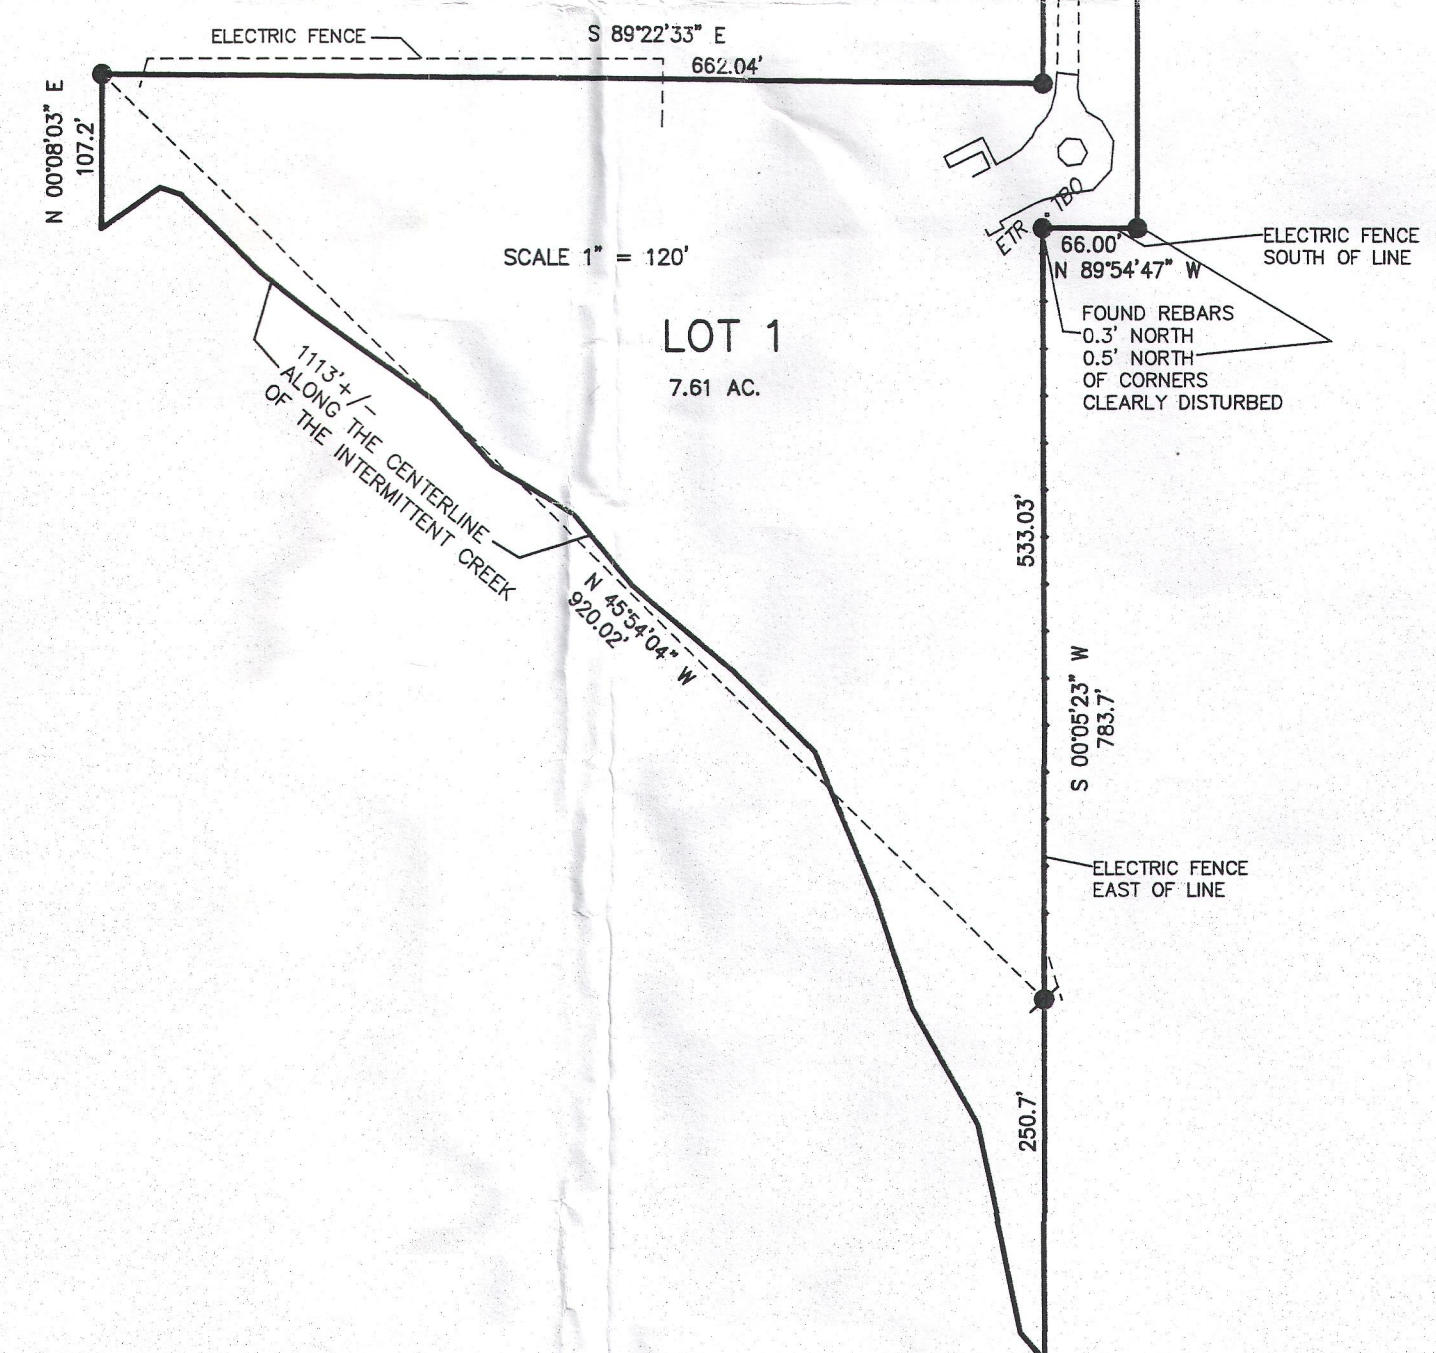 ELECTRIC FENCE
S 89°22'33" E
662.04'
N 00°08'03" E
107.2'
TBO
ETR
66.00'
N 89°54'47" W
ELECTRIC FENCE
SOUTH OF LINE
SCALE 1" = 120'
LOT 1
7.61 AC.
FOUND REBARS
0.3' NORTH
0.5' NORTH
OF CORNERS
CLEARLY DISTURBED
1113'+/-
ALONG THE CENTERLINE
OF THE INTERMITTENT CREEK
N 45°54'04" W
920.02'
533.03'
S 00°05'23" W
783.7'
ELECTRIC FENCE
EAST OF LINE
250.7'